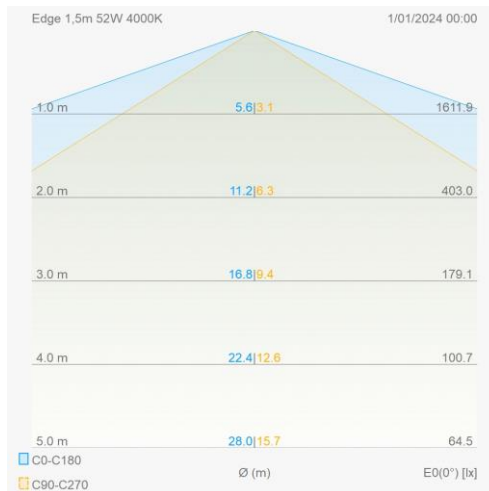 Edge 1,5m 52W 4000K 1/01/2024 00:00
1.0 m 5.6|3.1 1611.9
2.0 m 11.2|6.3 403.0
3.0 m 16.8|9.4 179.1
4.0 m 22.4|12.6 100.7
5.0 m 28.0|15.7 64.5
C0-C180
Ø (m) E0(0°) [lx]
C90-C270